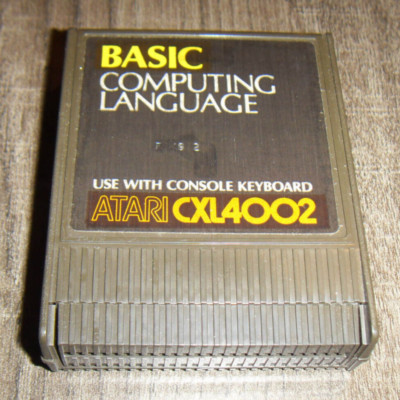 BASIC
COMPUTING
LANGUAGE
USE WITH CONSOLE KEYBOARD
ATARI CXL4002